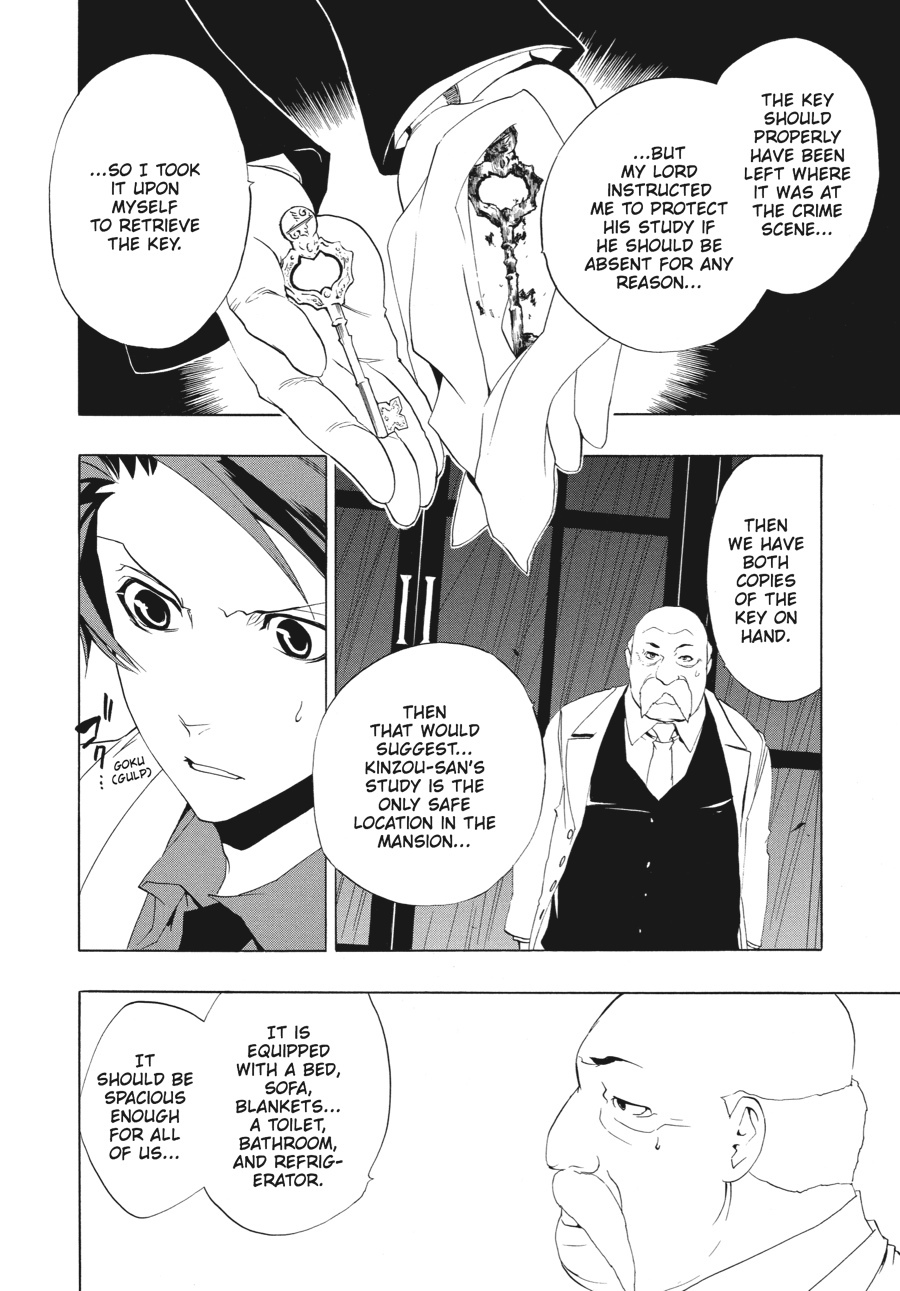 THE KEY
SHOULD
PROPERLY
HAVE BEEN
LEFT WHERE
IT WAS AT
THE CRIME
SCENE...
...BUT
MY LORD
INSTRUCTED
ME TO PROTECT
HIS STUDY IF
HE SHOULD BE
ABSENT FOR ANY
REASON...
...SO I TOOK
IT UPON
MYSELF
TO RETRIEVE
THE KEY.
THEN
WE HAVE
BOTH
COPIES
OF THE
KEY ON
HAND.
THEN
THAT WOULD
SUGGEST...
KINZOU-SAN'S
STUDY IS THE
ONLY SAFE
LOCATION IN THE
MANSION...
ゴク…
GOKU
(GULP)
IT IS
EQUIPPED
WITH A BED,
SOFA,
BLANKETS...
A TOILET,
BATHROOM,
AND REFRIG-
ERATOR.
IT
SHOULD BE
SPACIOUS
ENOUGH
FOR ALL
OF US...